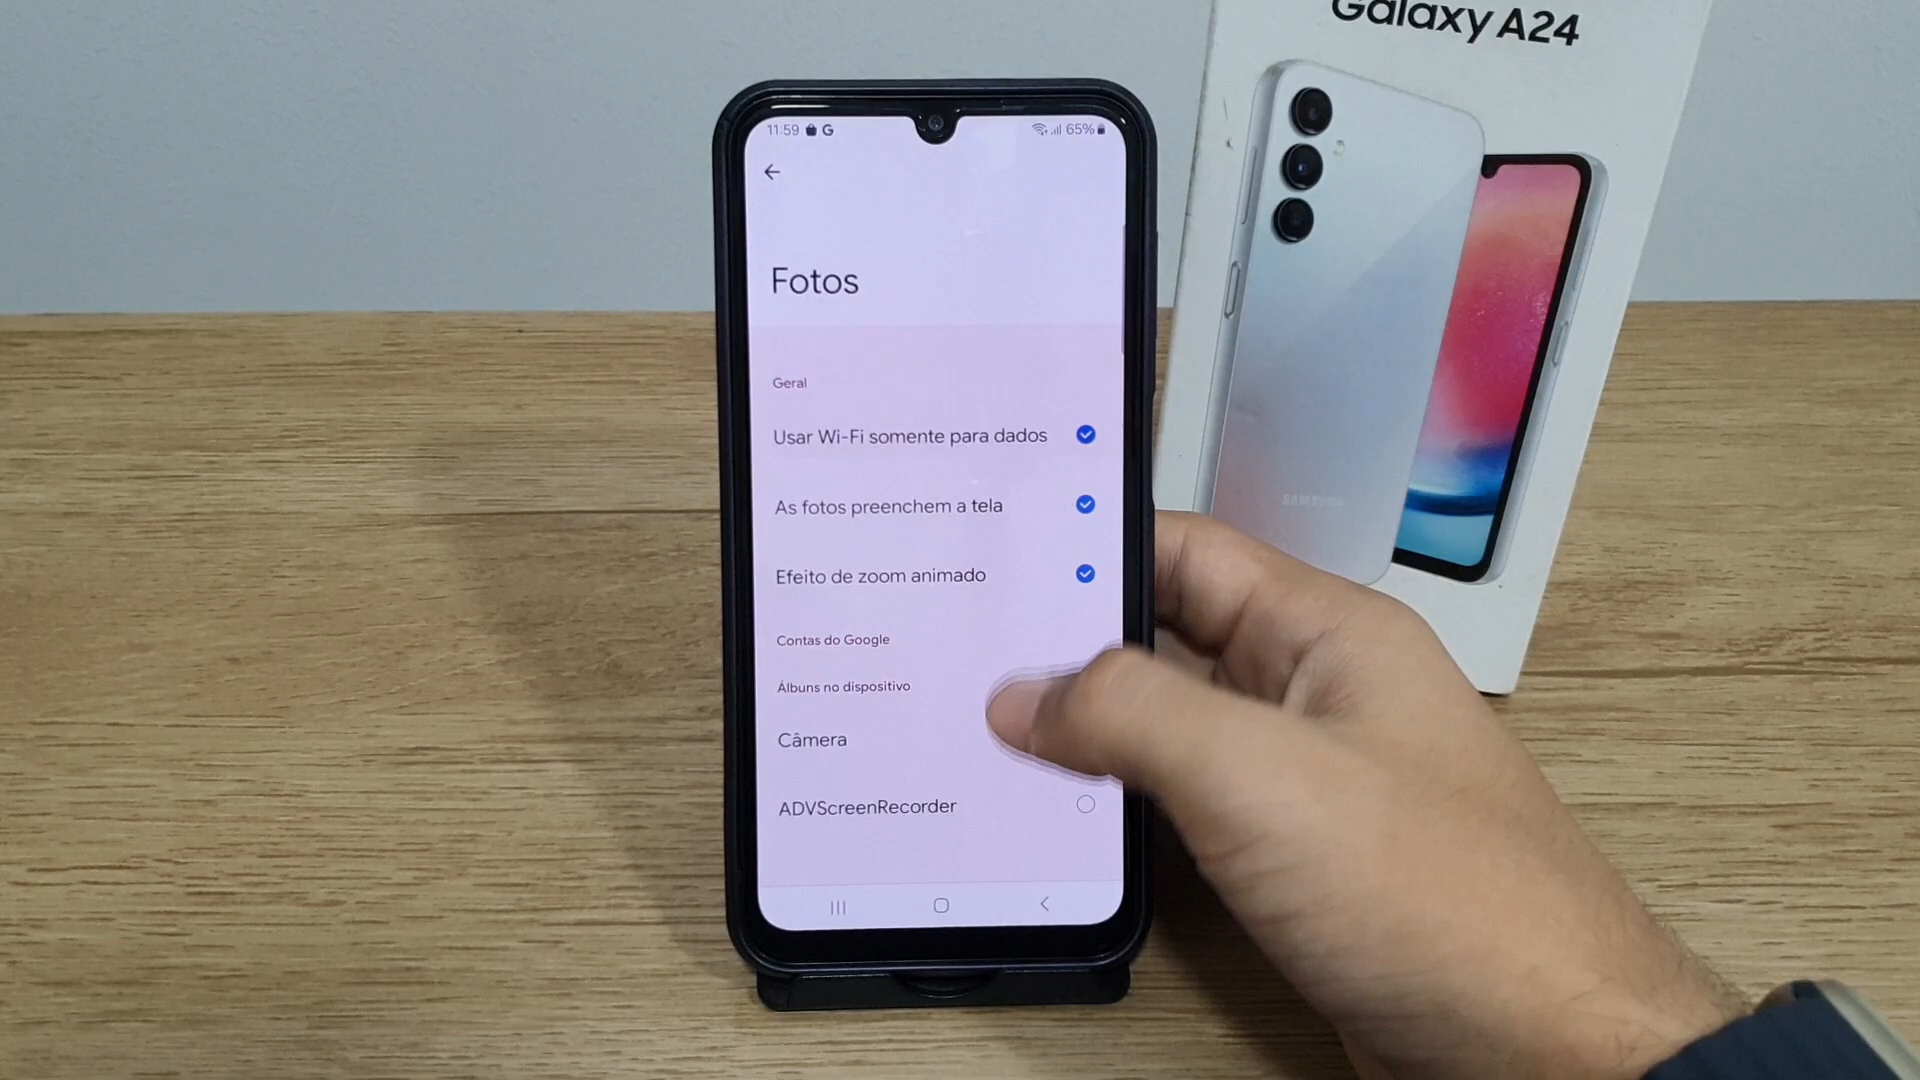 Galaxy A24
11:59 G
65%
Fotos
Geral
Usar Wi-Fi somente para dados
As fotos preenchem a tela
Efeito de zoom animado
Contas do Google
Álbuns no dispositivo
Câmera
ADVScreenRecorder
SAMSUNG